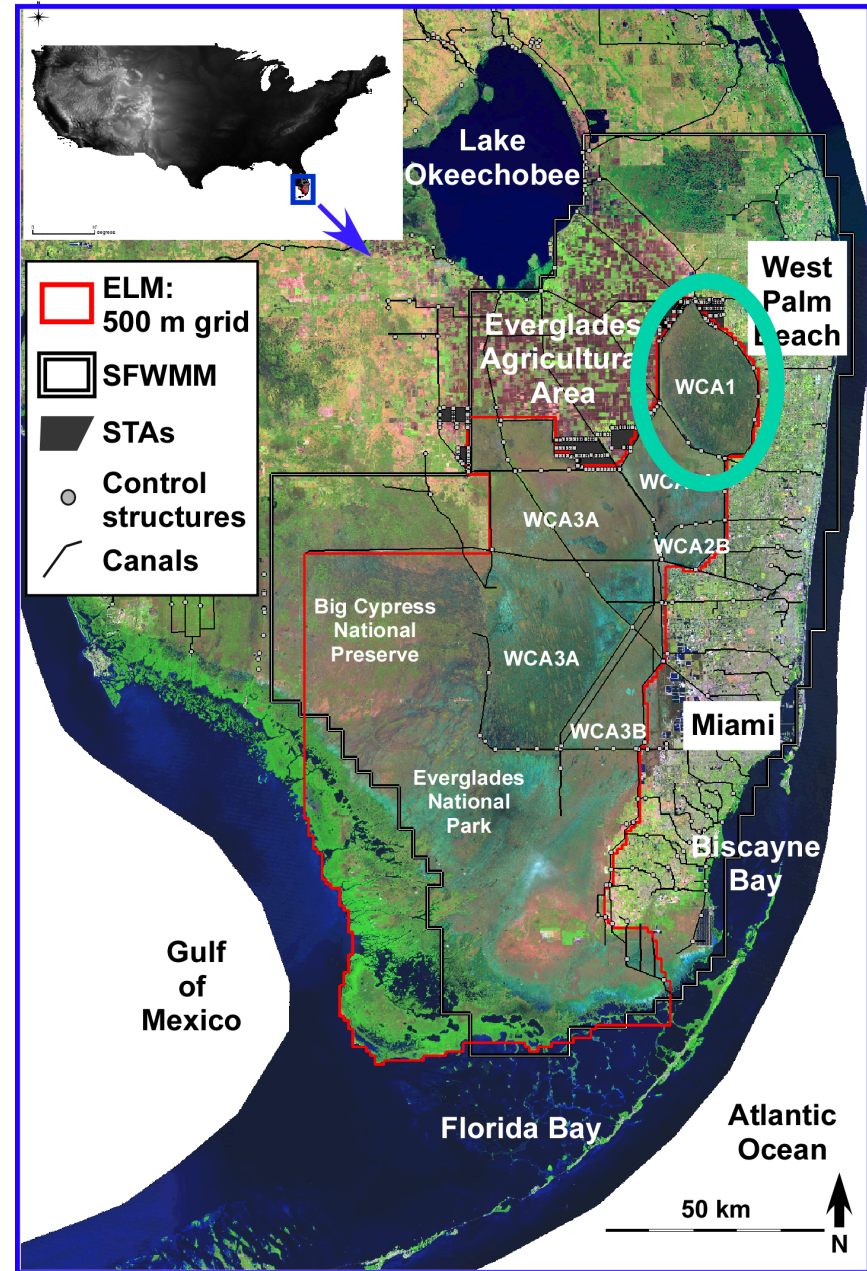 Lake
Okeechobee
ELM:
500 m grid
SFWMM
STAs
Control
structures
Canals
West
Palm
Beach
Everglades
Agricultural
Area
WCA1
WCA3A
WCA2B
Big Cypress
National
Preserve
WCA3A
WCA3B
Miami
Everglades
National
Park
Biscayne
Bay
Gulf
of
Mexico
Florida Bay
Atlantic
Ocean
50 km
N